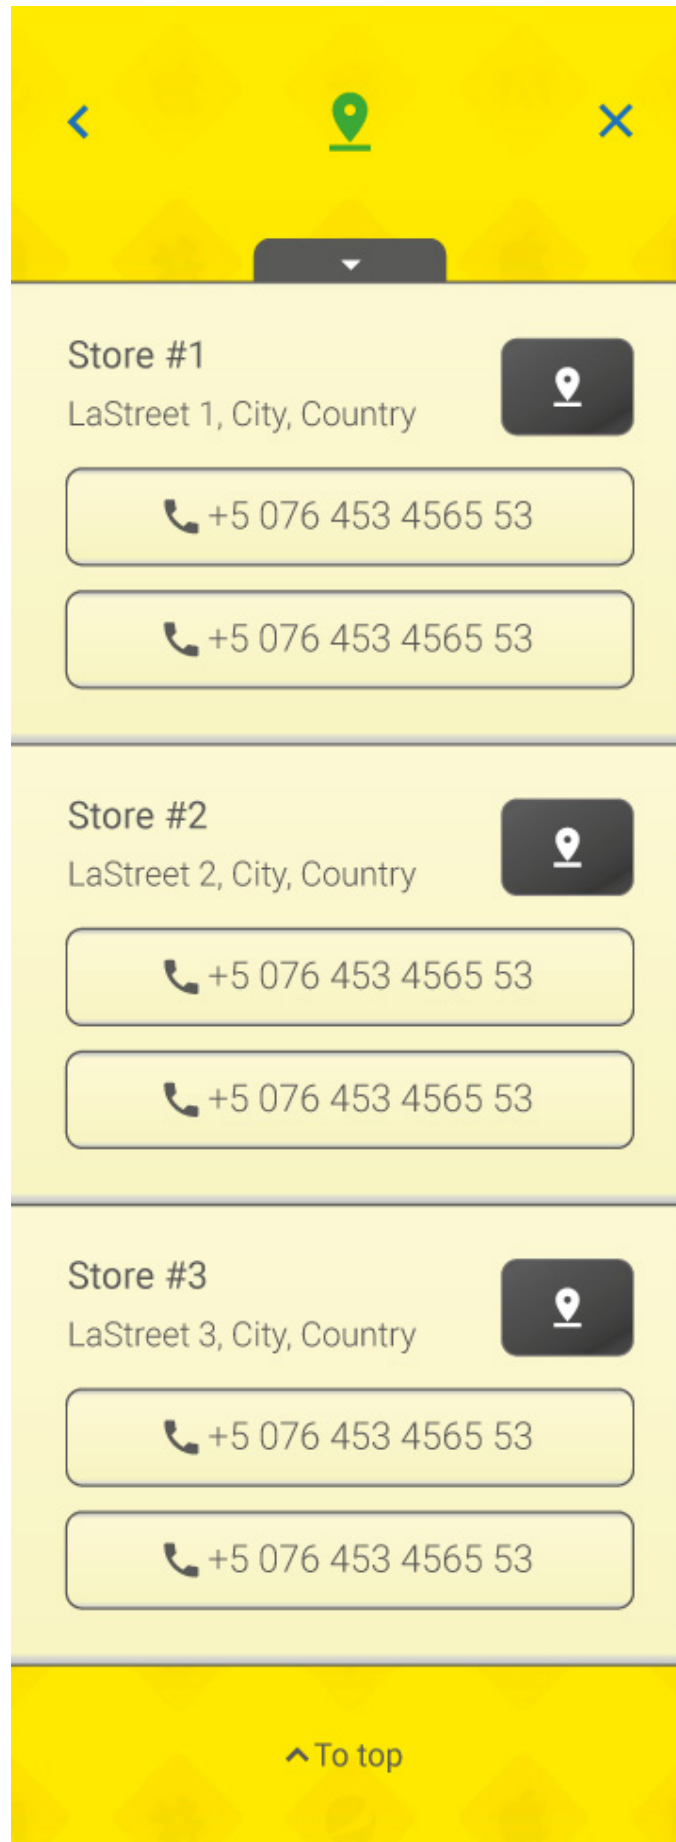 Store #1
LaStreet 1, City, Country
+5 076 453 4565 53
+5 076 453 4565 53
Store #2
LaStreet 2, City, Country
+5 076 453 4565 53
+5 076 453 4565 53
Store #3
LaStreet 3, City, Country
+5 076 453 4565 53
+5 076 453 4565 53
To top